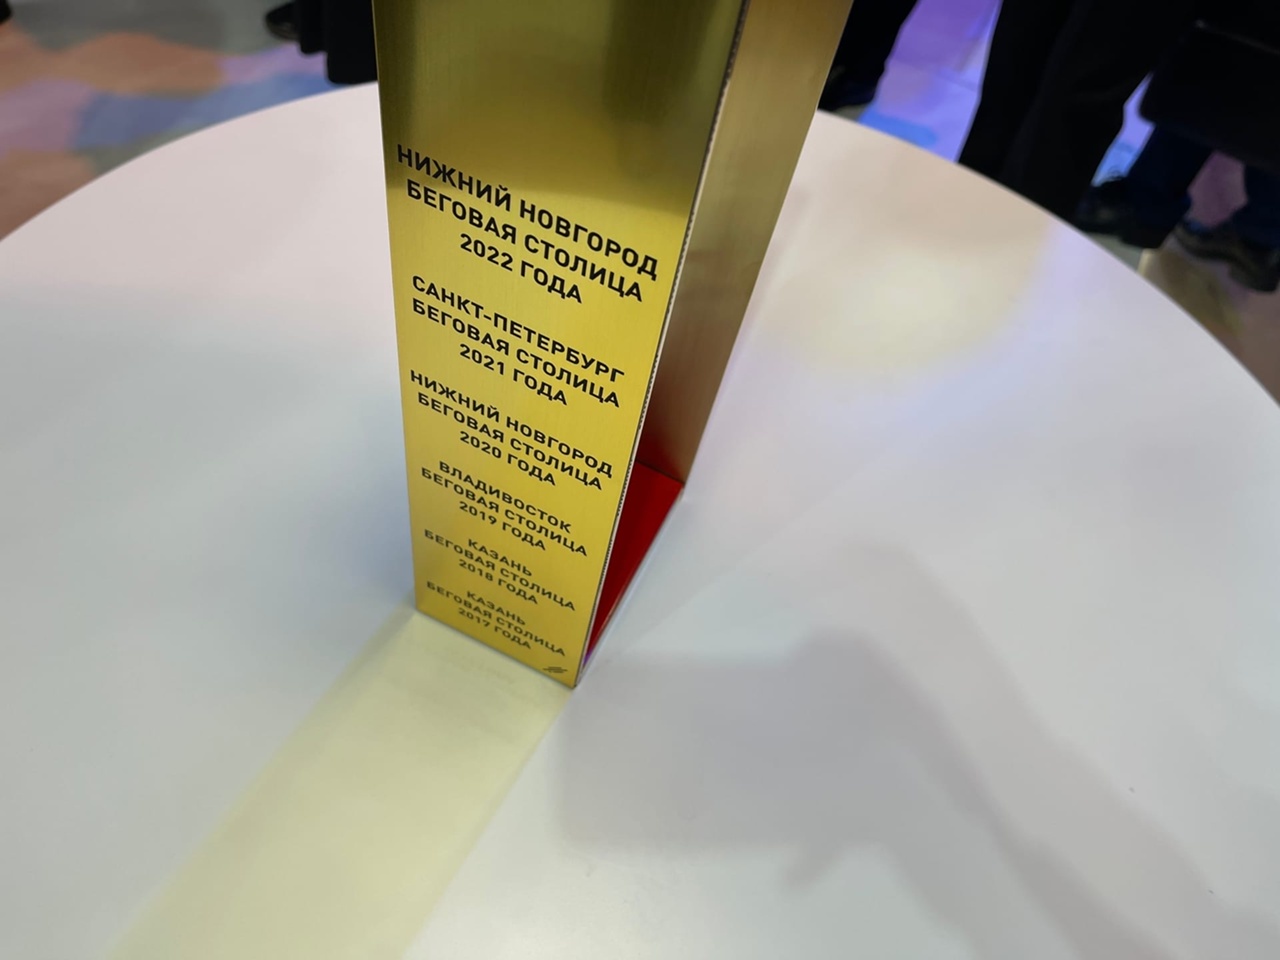 НИЖНИЙ НОВГОРОД
БЕГОВАЯ СТОЛИЦА
2022 ГОДА
САНКТ-ПЕТЕРБУРГ
БЕГОВАЯ СТОЛИЦА
2021 ГОДА
НИЖНИЙ НОВГОРОД
БЕГОВАЯ СТОЛИЦА
2020 ГОДА
ВЛАДИВОСТОК
БЕГОВАЯ СТОЛИЦА
2019 ГОДА
КАЗАНЬ
БЕГОВАЯ СТОЛИЦА
2018 ГОДА
КАЗАНЬ
БЕГОВАЯ СТОЛИЦА
2017 ГОДА